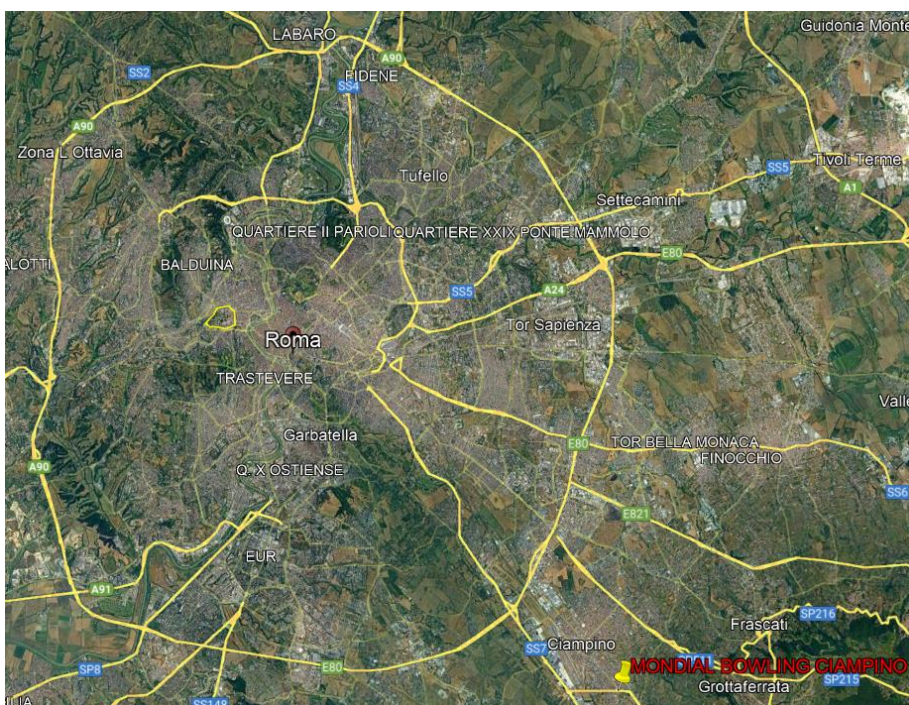 Guidonia Monte
LABARO
A90
FIDENE
SS2
SS4
A90
Zona L Ottavia
Tivoli Terme
SS5
Tufello
A1
Settecamini
QUARTIERE II PARIOLI
QUARTIERE XXIX PONTE MAMMOLO
ALOTTI
BALDUINA
E80
SS5
A24
Tor Sapienza
Roma
TRASTEVERE
Valle
Garbatella
E80
TOR BELLA MONACA
FINOCCHIO
A90
Q. X OSTIENSE
SS6
E821
EUR
A91
SP216
Frascati
SS7
Ciampino
SP8
E80
MONDIAL BOWLING CIAMPINO
SP215
Grottaferrata
SS148